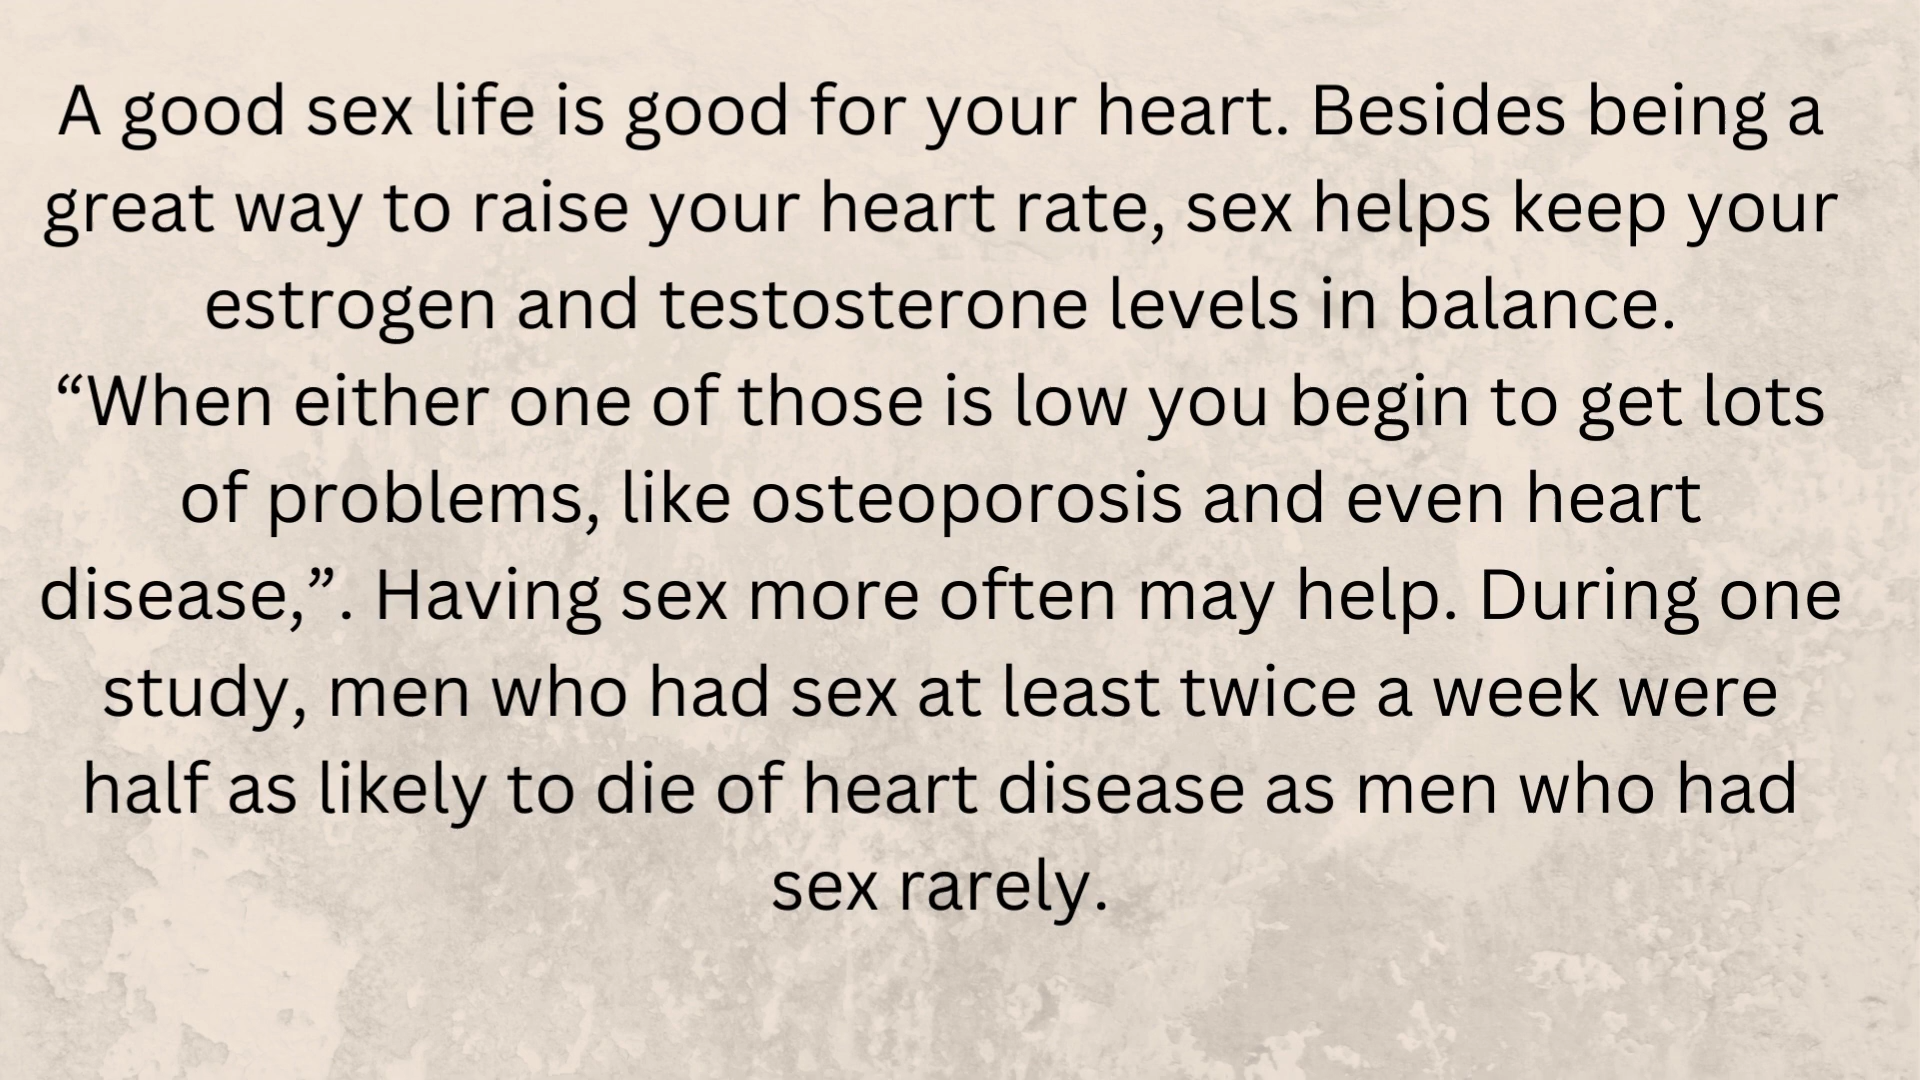 A good sex life is good for your heart. Besides being a
great way to raise your heart rate, sex helps keep your
estrogen and testosterone levels in balance.
“When either one of those is low you begin to get lots
of problems, like osteoporosis and even heart
disease,”. Having sex more often may help. During one
study, men who had sex at least twice a week were
half as likely to die of heart disease as men who had
sex rarely.